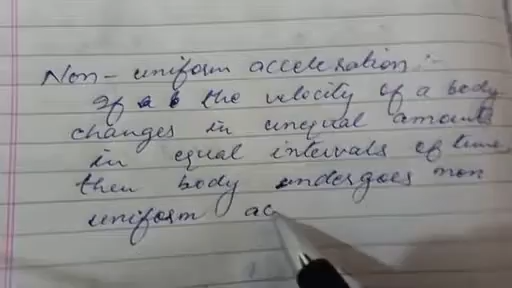 Non - uniform acceleration :-
If the velocity of a body
changes in unequal amounts
in equal intervals of time
then body undergoes non
uniform ac